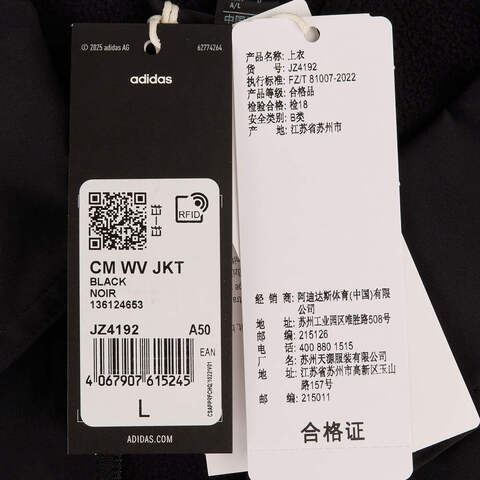 A/L
中国
© 2025 adidas AG
62774264
adidas
RFID
CM WV JKT
BLACK
NOIR
136124653
JZ4192 A50
EAN
4 067907 615245
L
ADIDAS.COM
产品名称: 上衣
货 号: JZ4192
执行标准: FZ/T 81007-2022
产品等级: 合格品
检验合格: 检18
安全类别: B类
产 地: 江苏省苏州市
经 销 商: 阿迪达斯体育(中国)有限
公司
地 址: 苏州工业园区唯胜路508号
邮 编: 215126
电 话: 400 880 1515
制 造 商: 苏州天源服装有限公司
地 址: 江苏省苏州市高新区玉山
路157号
邮 编: 215011
合格证